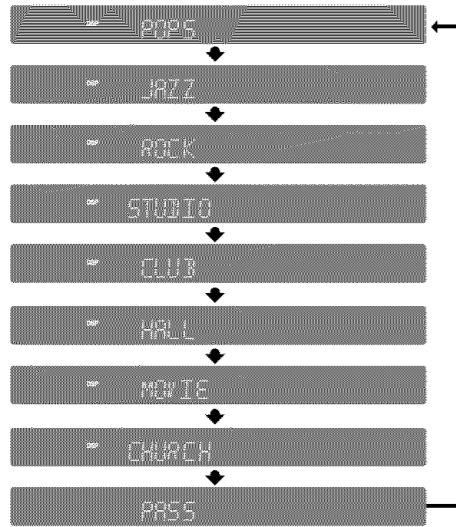 DSP POPS
DSP JAZZ
DSP ROCK
DSP STUDIO
DSP CLUB
DSP HALL
DSP MOVIE
DSP CHURCH
PASS